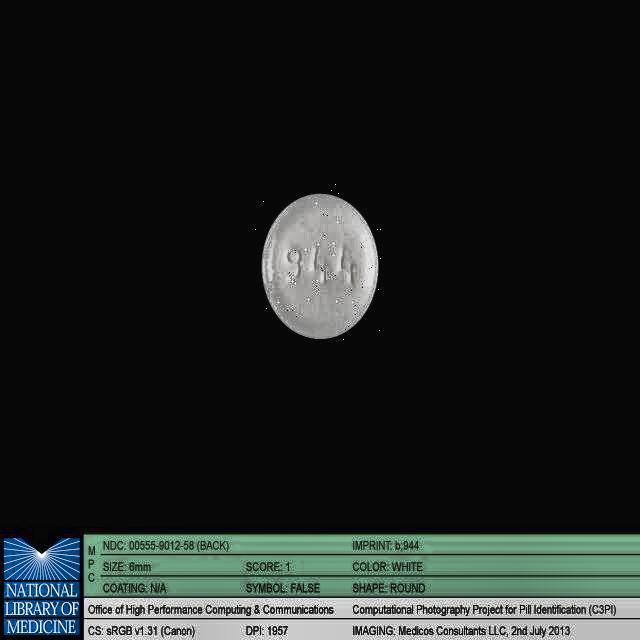 944
NDC: 00555-9012-58 (BACK) IMPRINT: b;944
MPC
SIZE: 6mm SCORE: 1 COLOR: WHITE
COATING: N/A SYMBOL: FALSE SHAPE: ROUND
NATIONAL
LIBRARY OF
MEDICINE
Office of High Performance Computing & Communications Computational Photography Project for Pill Identification (C3PI)
CS: sRGB v1.31 (Canon) DPI: 1957 IMAGING: Medicos Consultants LLC, 2nd July 2013